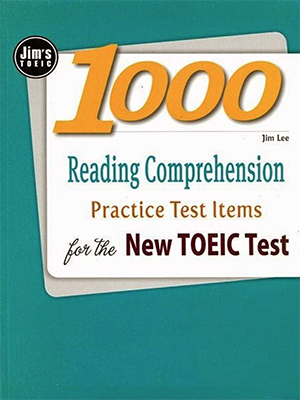 Jim's
TOEIC
1000
Jim Lee
Reading Comprehension
Practice Test Items
for the New TOEIC Test